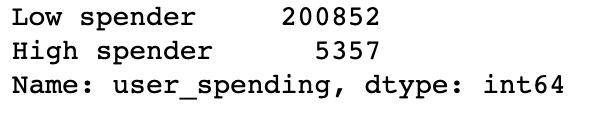 Low spender     200852
High spender      5357
Name: user_spending, dtype: int64